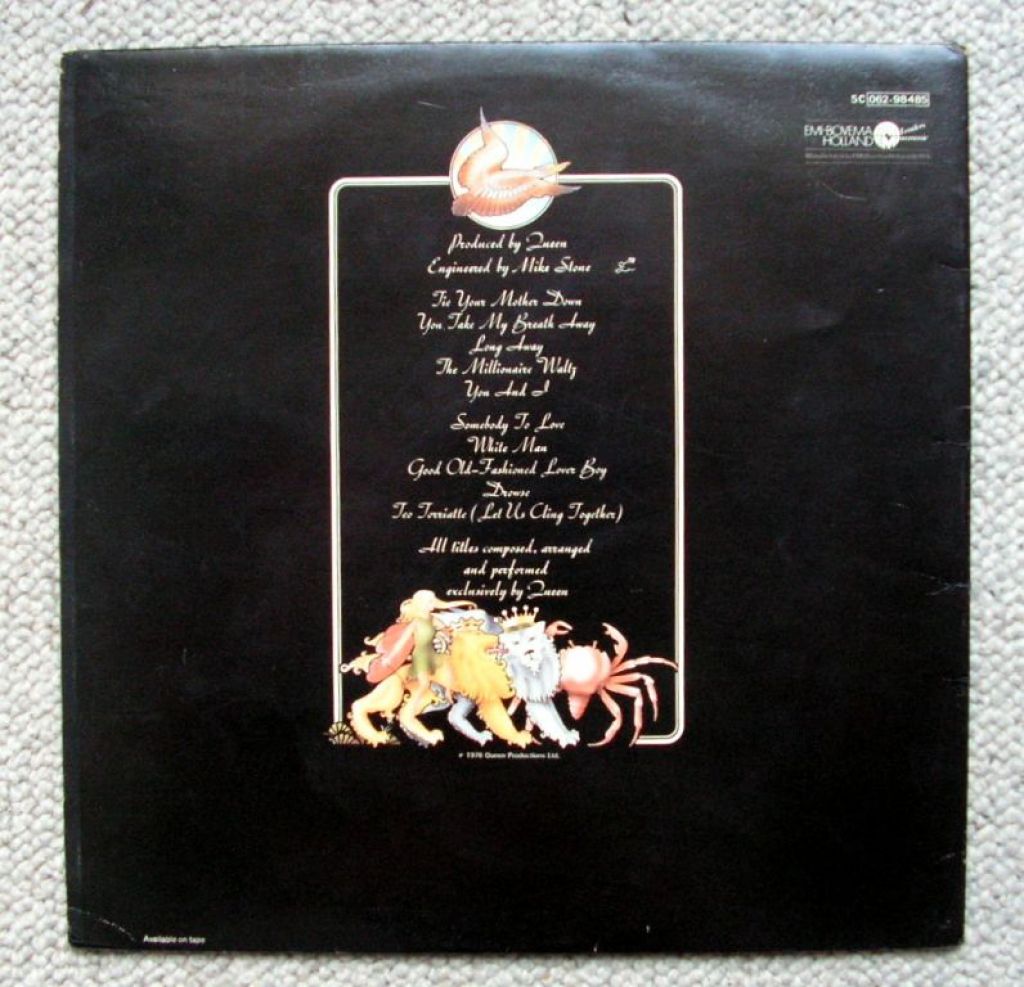 5C 062-98485
EMI-BOVEMA
HOLLAND
Produced by Queen
Engineered by Mike Stone
Tie Your Mother Down
You Take My Breath Away
Long Away
The Millionaire Waltz
You And I
Somebody To Love
White Man
Good Old-Fashioned Lover Boy
Drowse
Teo Torriatte (Let Us Cling Together)
All titles composed, arranged
and performed
exclusively by Queen
℗ 1976 Queen Productions Ltd.
Available on tape